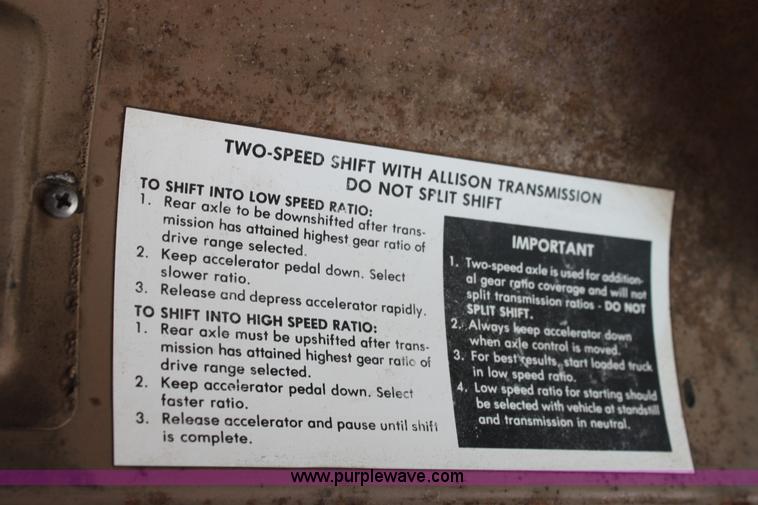 TWO-SPEED SHIFT WITH ALLISON TRANSMISSION
DO NOT SPLIT SHIFT
TO SHIFT INTO LOW SPEED RATIO:
1. Rear axle to be downshifted after trans-
mission has attained highest gear ratio of
drive range selected.
2. Keep accelerator pedal down. Select
slower ratio.
3. Release and depress accelerator rapidly.
TO SHIFT INTO HIGH SPEED RATIO:
1. Rear axle must be upshifted after trans-
mission has attained highest gear ratio of
drive range selected.
2. Keep accelerator pedal down. Select
faster ratio.
3. Release accelerator and pause until shift
is complete.
IMPORTANT
1. Two-speed axle is used for addition-
al gear ratio coverage and will not
split transmission ratios - DO NOT
SPLIT SHIFT.
2. Always keep accelerator down
when axle control is moved.
3. For best results, start loaded truck
in low speed ratio.
4. Low speed ratio for starting should
be selected with vehicle at standstill
and transmission in neutral.
www.purplewave.com